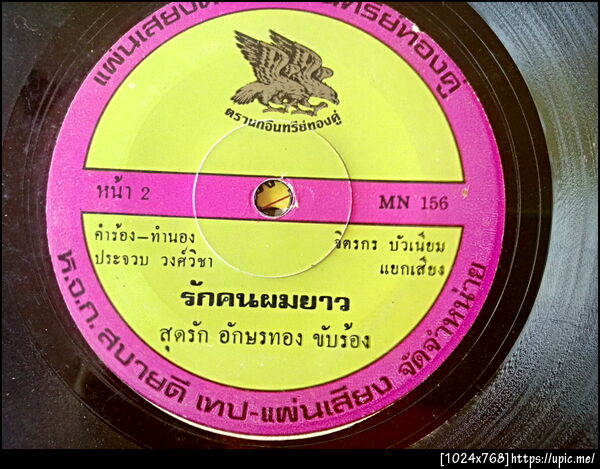 แผ่นเสียงต
นทรีย์ทองคู่
ตรานกอินทรีย์ทองคู่
หน้า 2
MN 156
คำร้อง-ทำนอง
ประจวบ วงศ์วิชา
จิตรกร บัวเนียม
แยกเสียง
รักคนผมยาว
สุดรัก อักษรทอง ขับร้อง
ห.จ.ก. สบายดี เทป-แผ่นเสียง จัดจำหน่าย
[1024x768]https://upic.me/